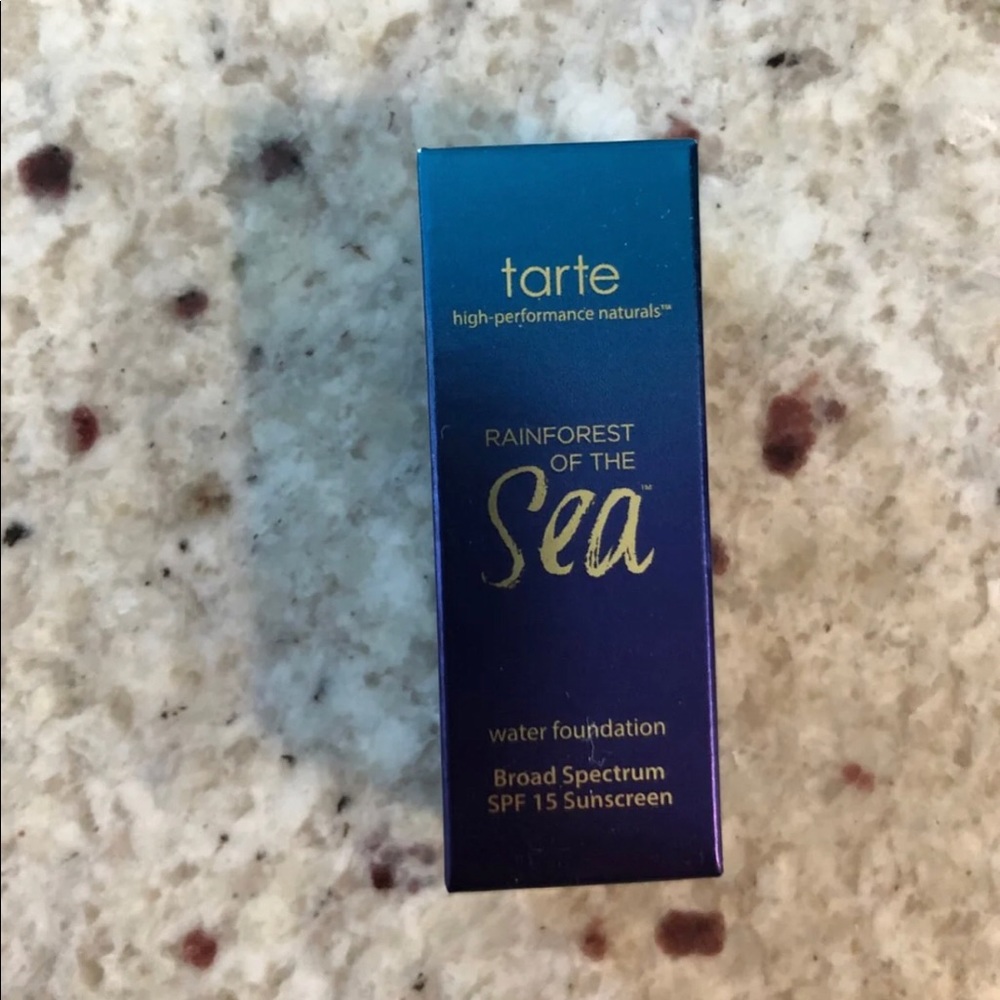 tarte
high-performance naturals™
RAINFOREST
OF THE
Sea™
water foundation
Broad Spectrum
SPF 15 Sunscreen